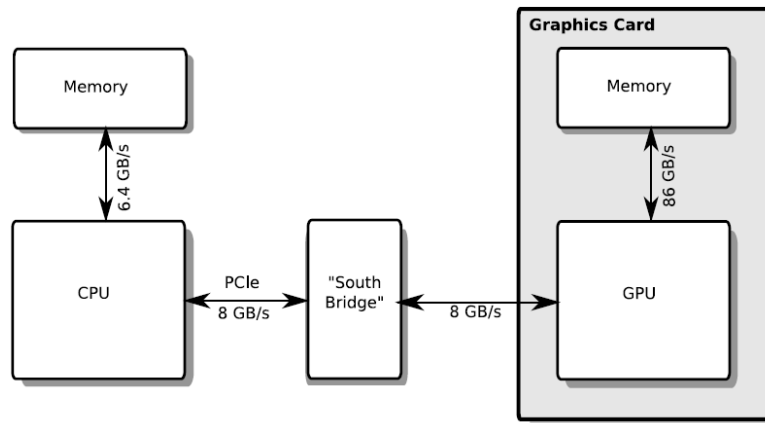 Graphics Card
Memory
Memory
6.4 GB/s
86 GB/s
CPU
PCIe
8 GB/s
"South
Bridge"
8 GB/s
GPU